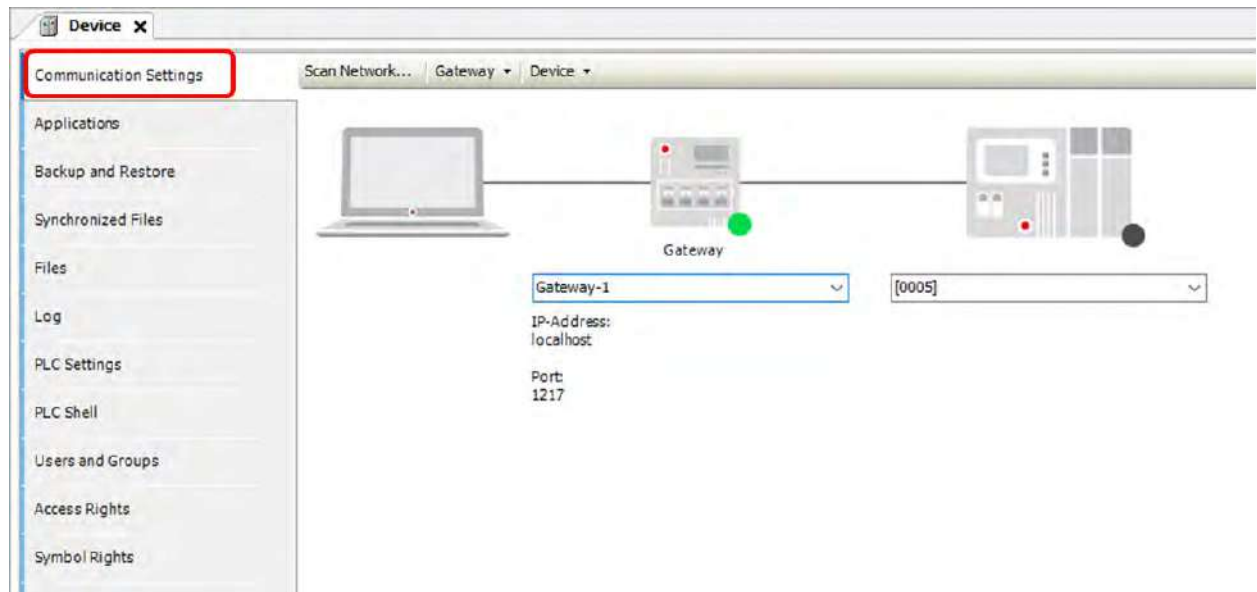 Device
Communication Settings
Scan Network... Gateway Device
Applications
Backup and Restore
Synchronized Files
Files
Log
PLC Settings
PLC Shell
Users and Groups
Access Rights
Symbol Rights
Gateway
Gateway-1
[0005]
IP-Address:
localhost
Port:
1217